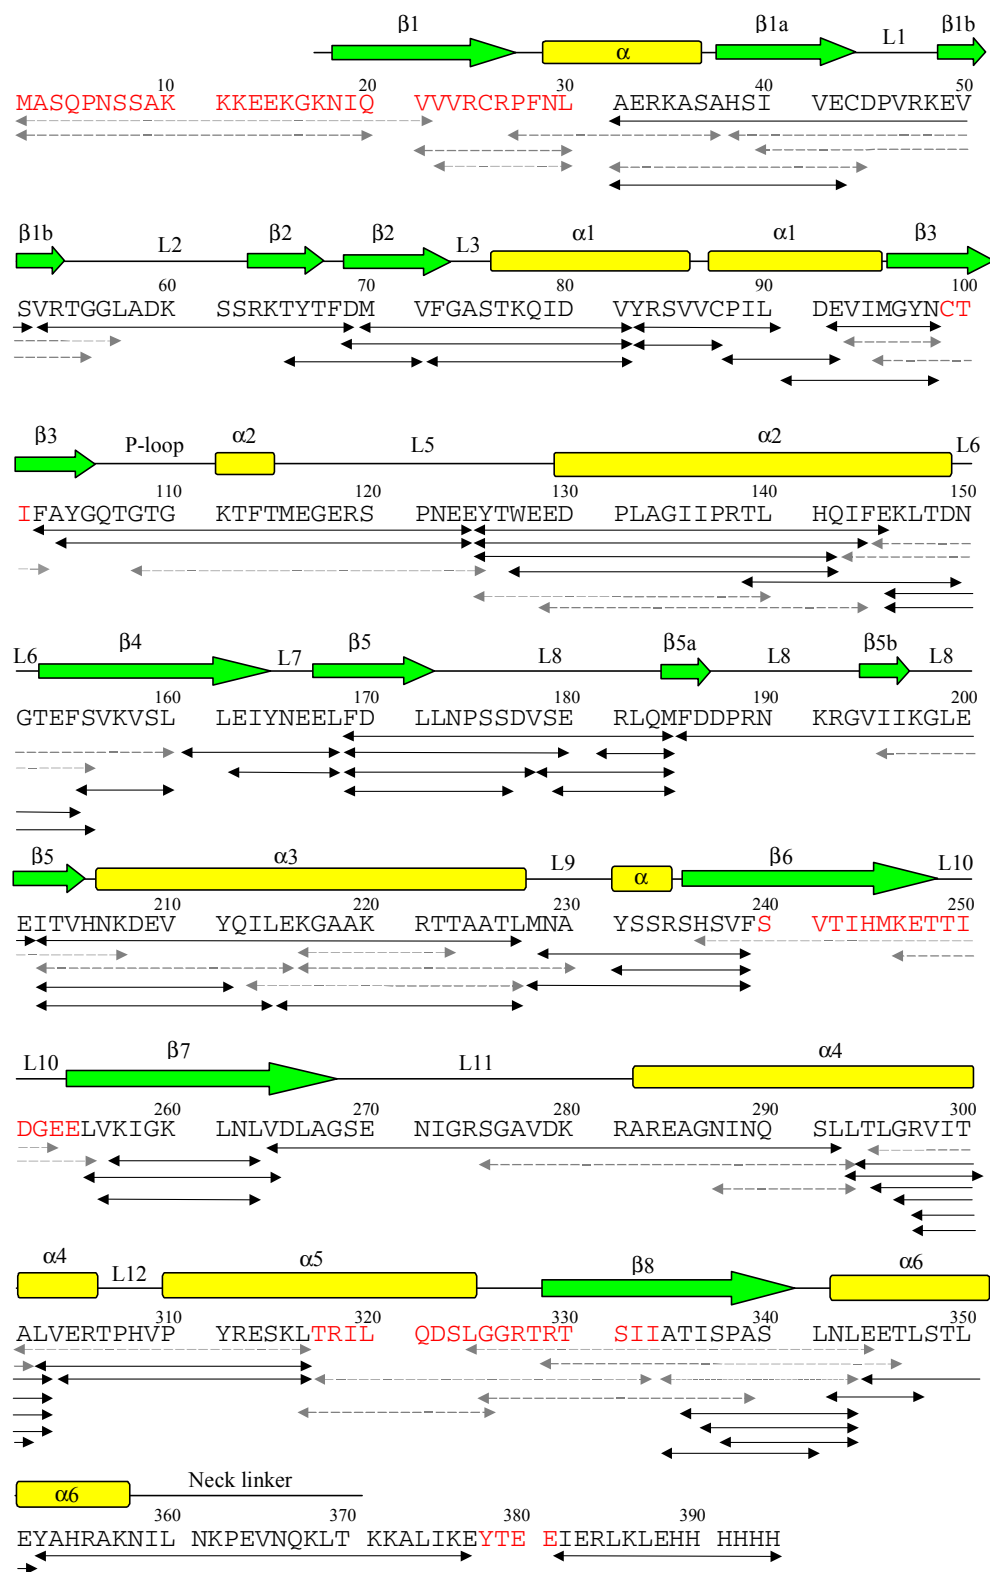 β1 α β1a L1 β1b
10 20 30 40 50
MASQPNSSAK KKEEKGKNIQ VVVRCRPFNL AERKASAHSI VECDPVRKEV
β1b L2 β2 β2 L3 α1 α1 β3
60 70 80 90 100
SVRTGGLADK SSRKTYTFDM VFGASTKQID VYRSVVCPIL DEVIMGYNCT
β3 P-loop α2 L5 α2 L6
110 120 130 140 150
IFAYGQTGTG KTFTMEGERS PNEEYTWEED PLAGIIPRTL HQIFEKLTDN
L6 β4 L7 β5 L8 β5a L8 β5b L8
160 170 180 190 200
GTEFSVKVSL LEIYNEELFD LLNPSSDVSE RLQMFDDPRN KRGVIIKGLE
β5 α3 L9 α β6 L10
210 220 230 240 250
EITVHNKDEV YQILEKGAAK RTTAATLMNA YSSRSHSVFS VTIHMKETTI
L10 β7 L11 α4
260 270 280 290 300
DGEELVKIGK LNLVDLAGSE NIGRSGAVDK RAREAGNINQ SLLTLGRVIT
α4 L12 α5 β8 α6
310 320 330 340 350
ALVERTPHVP YRESKLTRIL QDSLGGRTRT SIIATISPAS LNLEETLSTL
α6 Neck linker
360 370 380 390
EYAHRAKNIL NKPEVNQKLT KKALIKEYTE EIERLKLEHH HHHH